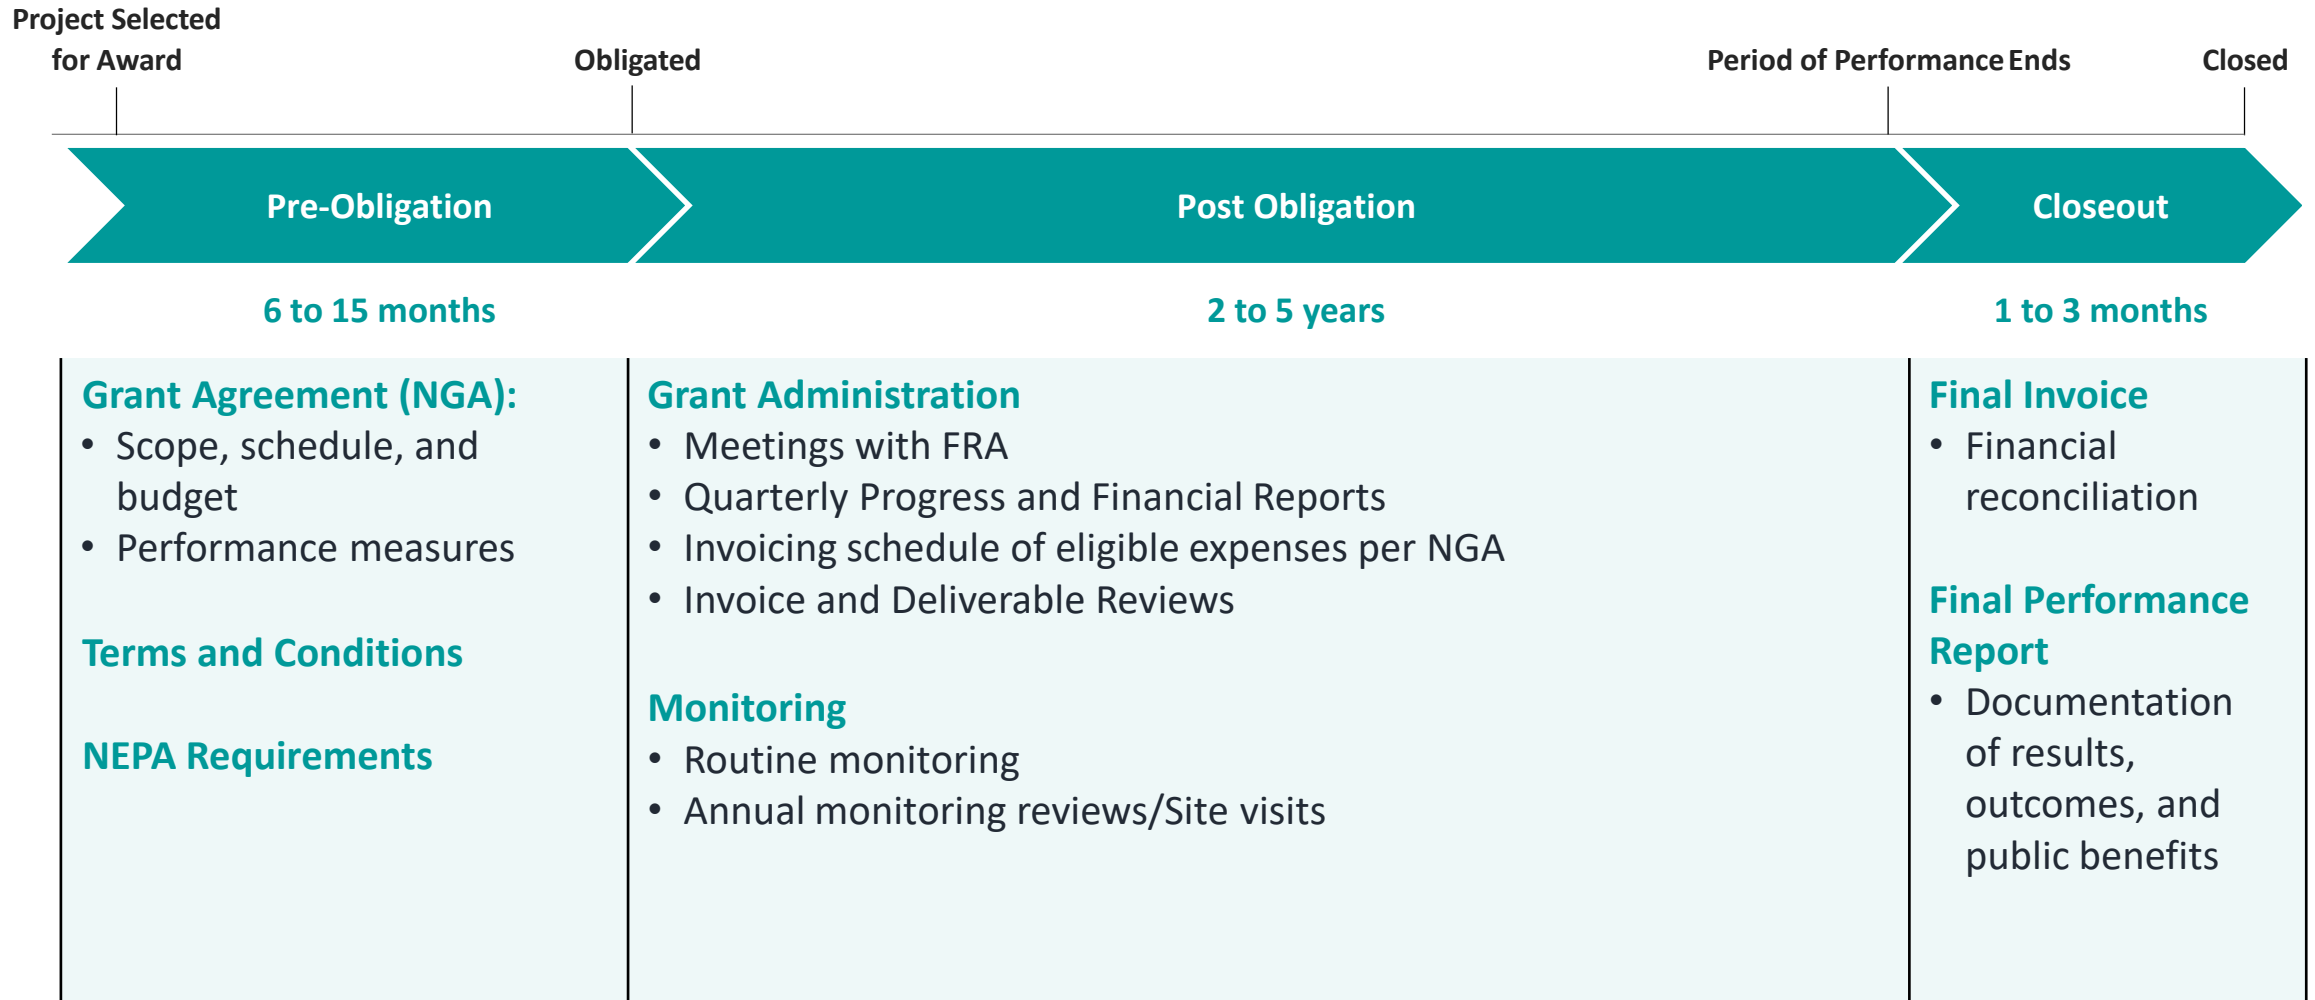 Project Selected
for Award
Obligated
Period of Performance Ends
Closed
Pre-Obligation
Post Obligation
Closeout
6 to 15 months
2 to 5 years
1 to 3 months
Grant Agreement (NGA):
• Scope, schedule, and
budget
• Performance measures
Terms and Conditions
NEPA Requirements
Grant Administration
• Meetings with FRA
• Quarterly Progress and Financial Reports
• Invoicing schedule of eligible expenses per NGA
• Invoice and Deliverable Reviews
Monitoring
• Routine monitoring
• Annual monitoring reviews/Site visits
Final Invoice
• Financial
reconciliation
Final Performance
Report
• Documentation
of results,
outcomes, and
public benefits